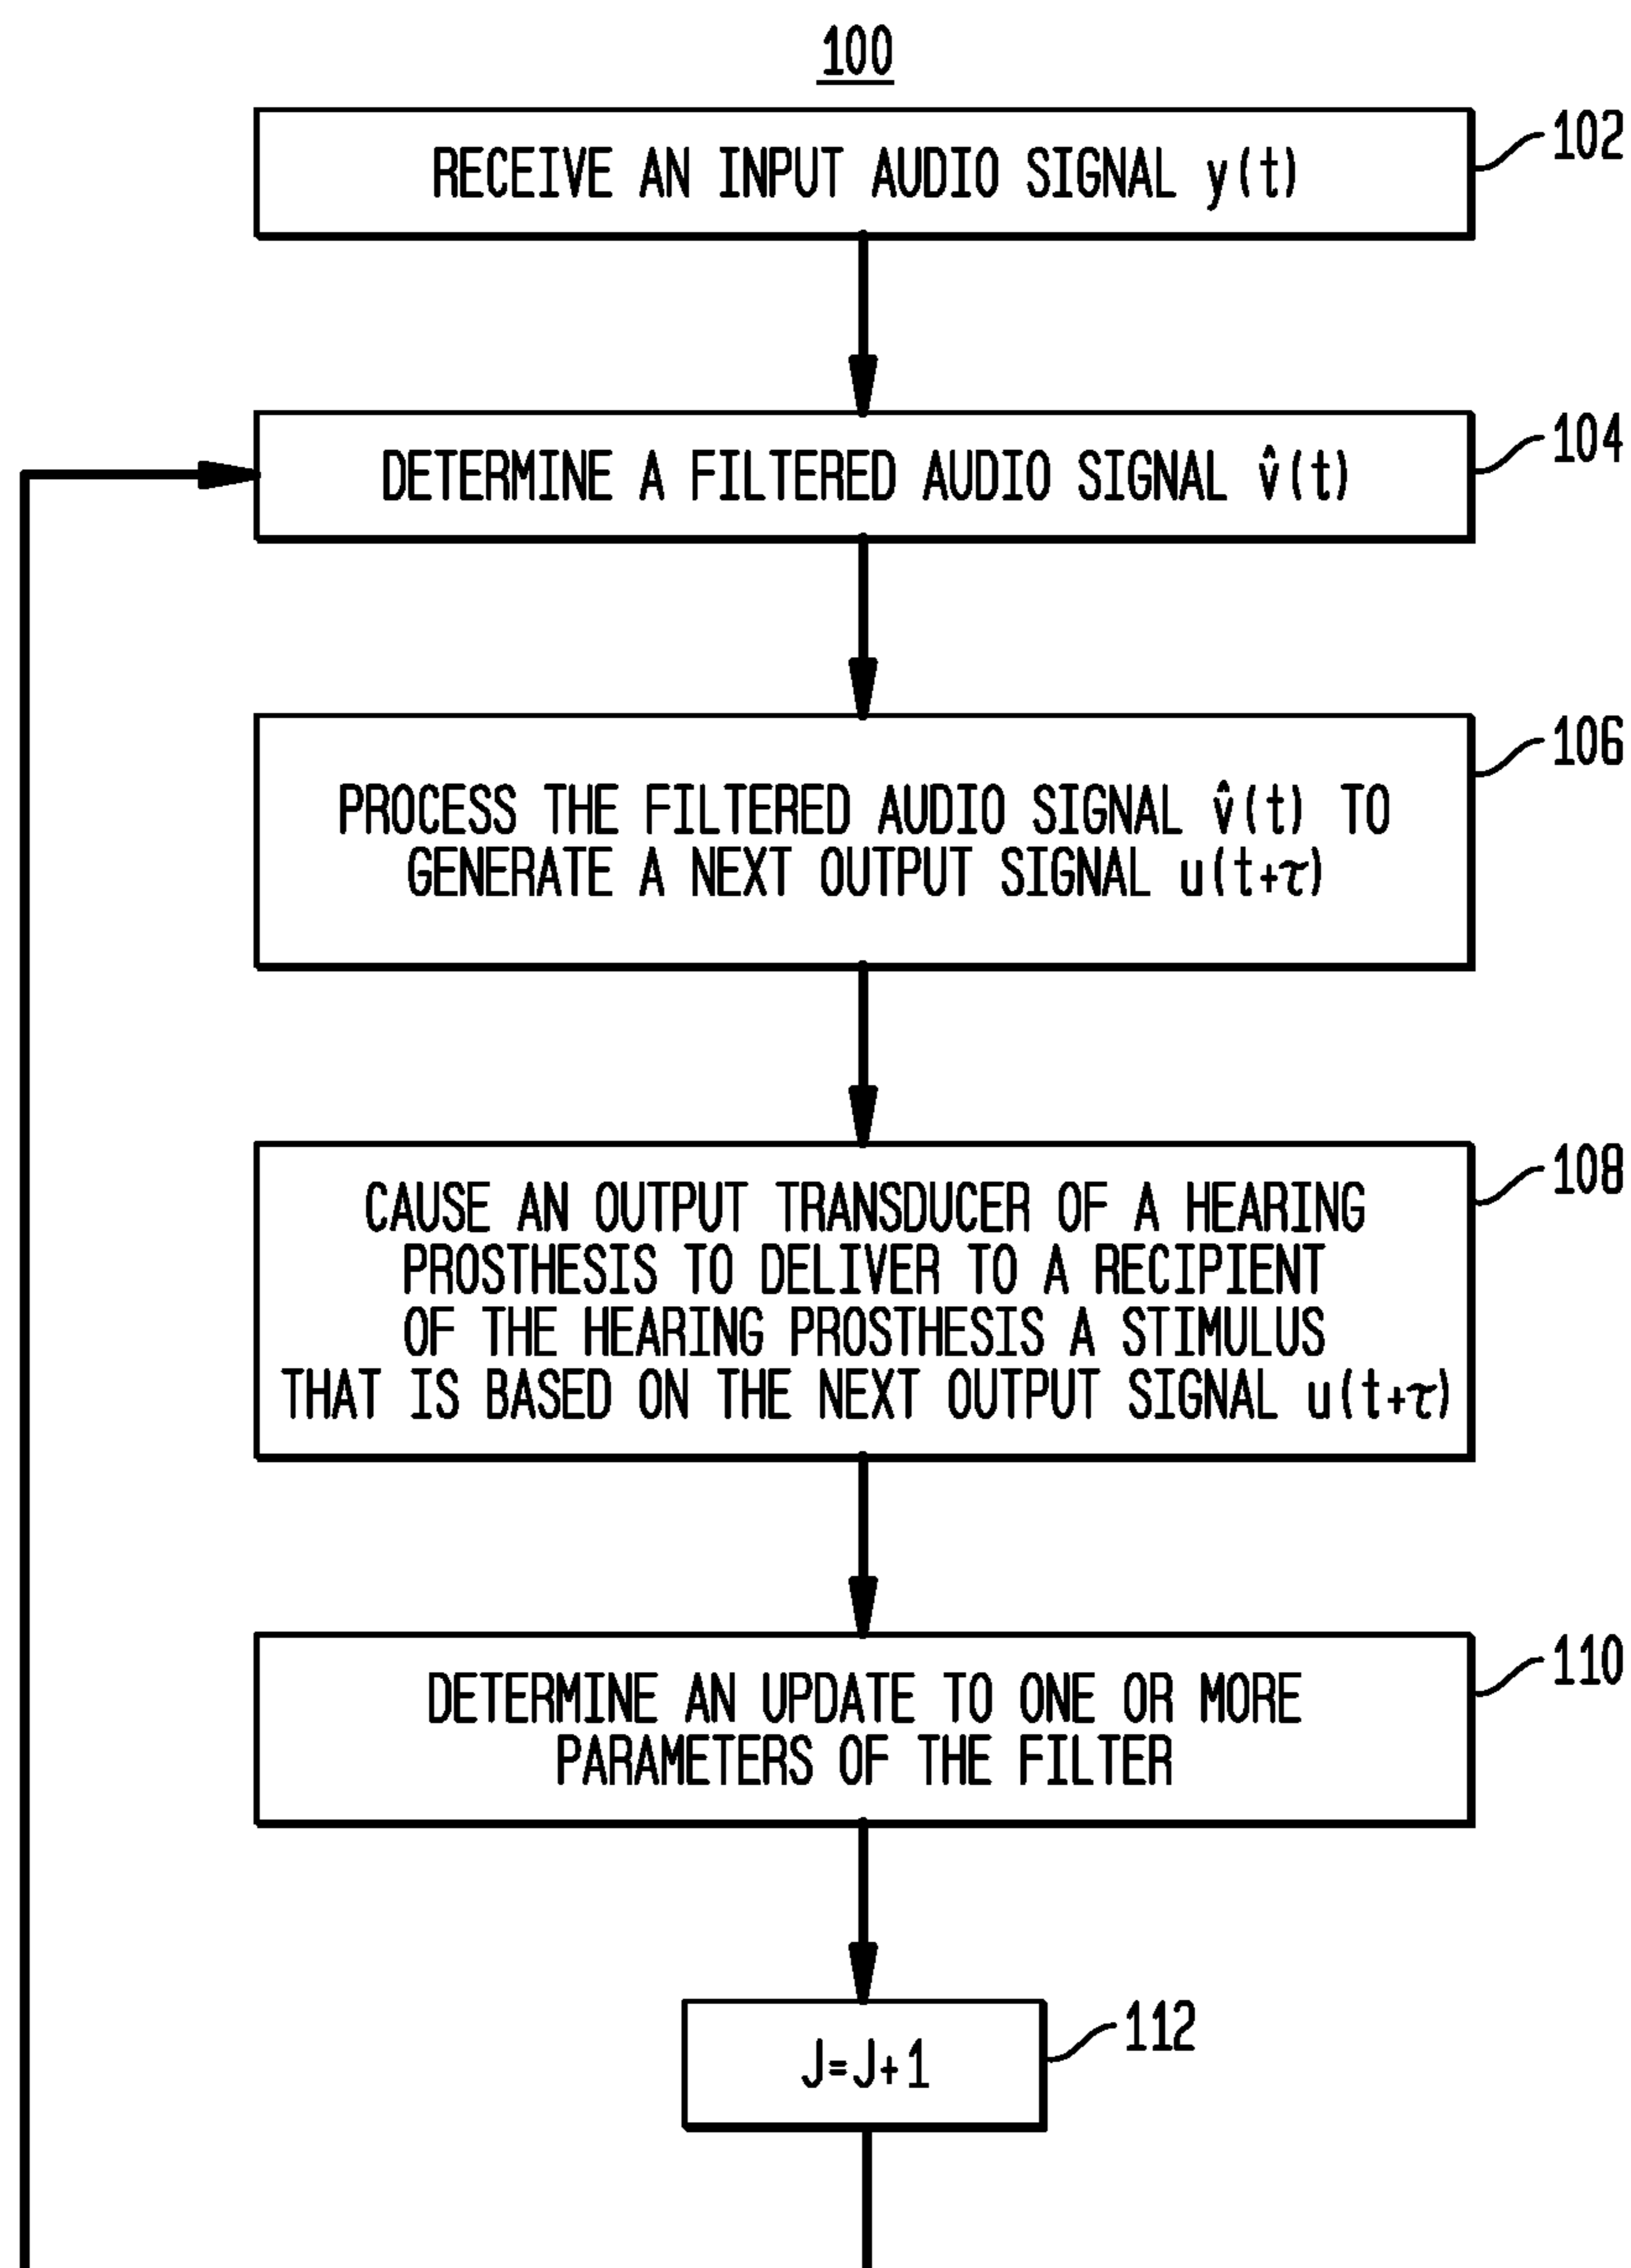 100
RECEIVE AN INPUT AUDIO SIGNAL y(t)
102
DETERMINE A FILTERED AUDIO SIGNAL v̂(t)
104
PROCESS THE FILTERED AUDIO SIGNAL v̂(t) TO
GENERATE A NEXT OUTPUT SIGNAL u(t+τ)
106
CAUSE AN OUTPUT TRANSDUCER OF A HEARING
PROSTHESIS TO DELIVER TO A RECIPIENT
OF THE HEARING PROSTHESIS A STIMULUS
THAT IS BASED ON THE NEXT OUTPUT SIGNAL u(t+τ)
108
DETERMINE AN UPDATE TO ONE OR MORE
PARAMETERS OF THE FILTER
110
J=J+1
112